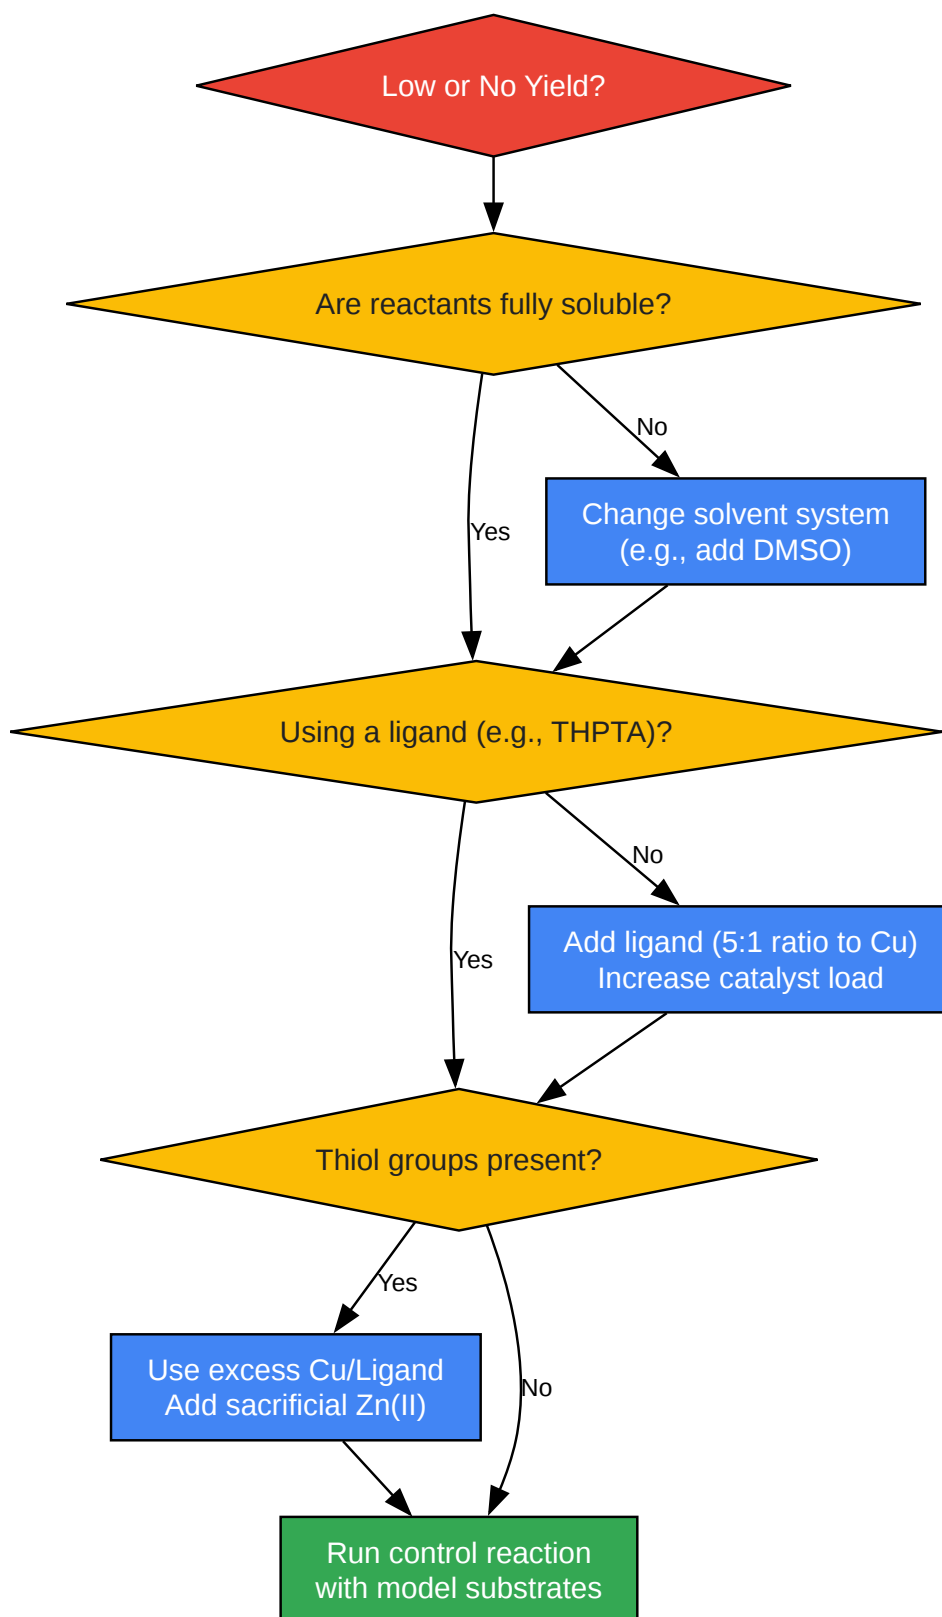 Low or No Yield?
Are reactants fully soluble?
No
Change solvent system
(e.g., add DMSO)
Yes
Using a ligand (e.g., THPTA)?
No
Add ligand (5:1 ratio to Cu)
Increase catalyst load
Yes
Thiol groups present?
Yes
Use excess Cu/Ligand
Add sacrificial Zn(II)
No
Run control reaction
with model substrates